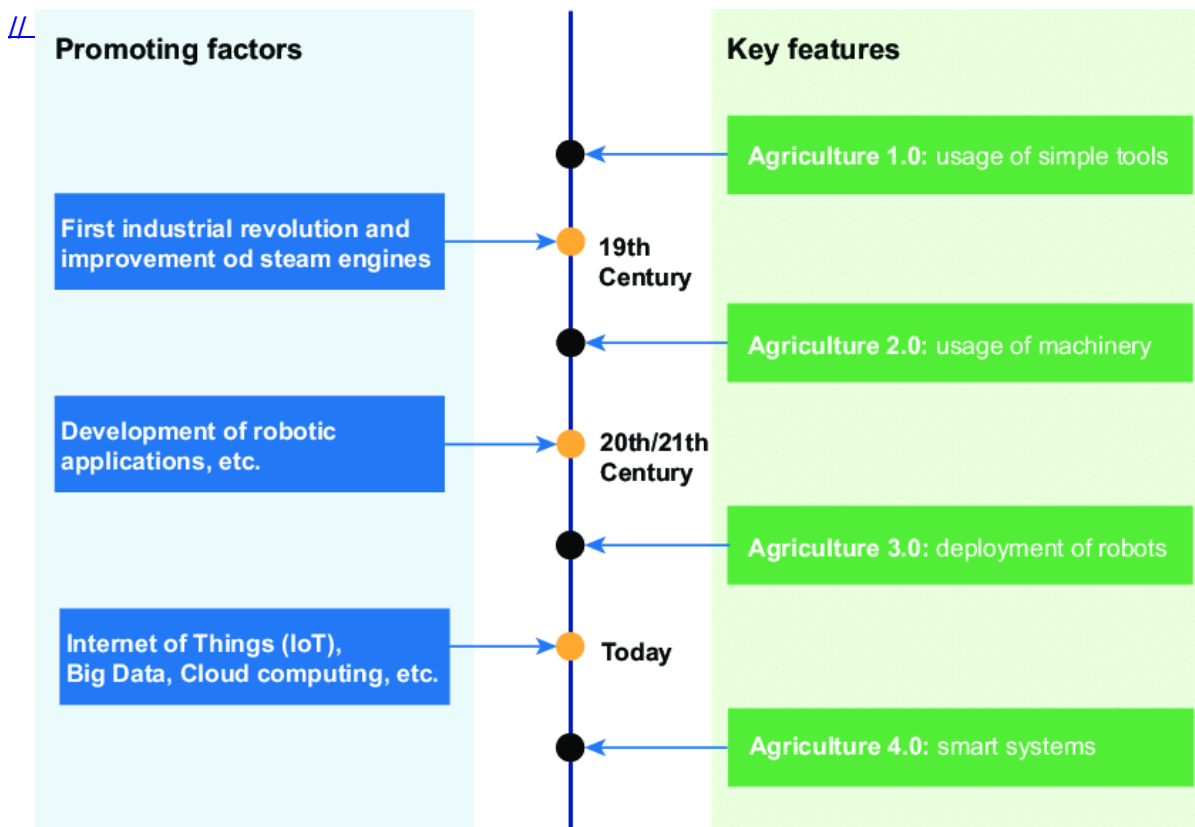 //
Promoting factors
Key features
Agriculture 1.0: usage of simple tools
First industrial revolution and
improvement od steam engines
19th
Century
Agriculture 2.0: usage of machinery
Development of robotic
applications, etc.
20th/21th
Century
Agriculture 3.0: deployment of robots
Internet of Things (IoT),
Big Data, Cloud computing, etc.
Today
Agriculture 4.0: smart systems